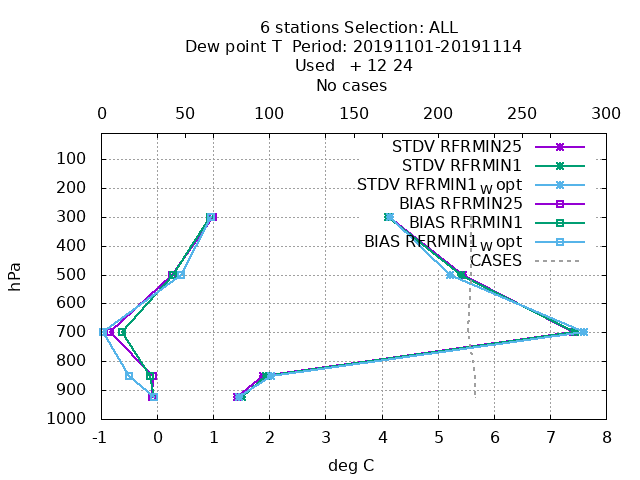 6 stations Selection: ALL
Dew point T  Period: 20191101-20191114
Used   + 12 24
No cases
0 50 100 150 200 250 300
STDV RFRMIN25
STDV RFRMIN1
STDV RFRMIN1_w opt
BIAS RFRMIN25
BIAS RFRMIN1
BIAS RFRMIN1_w opt
CASES
100
200
300
400
500
600
700
800
900
1000
hPa
-1 0 1 2 3 4 5 6 7 8
deg C